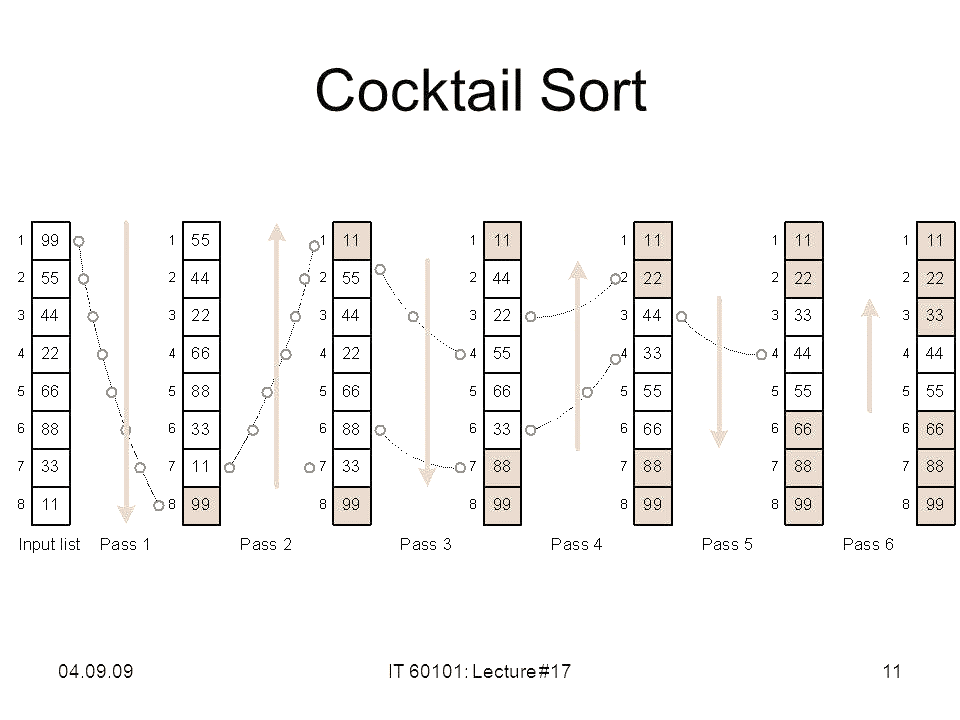 Cocktail Sort
1 99 1 55 1 11 1 11 1 11 1 11 1 11
2 55 2 44 2 55 2 44 2 22 2 22 2 22
3 44 3 22 3 44 3 22 3 44 3 33 3 33
4 22 4 66 4 22 4 55 4 33 4 44 4 44
5 66 5 88 5 66 5 66 5 55 5 55 5 55
6 88 6 33 6 88 6 33 6 66 6 66 6 66
7 33 7 11 7 33 7 88 7 88 7 88 7 88
8 11 8 99 8 99 8 99 8 99 8 99 8 99
Input list Pass 1 Pass 2 Pass 3 Pass 4 Pass 5 Pass 6
04.09.09 IT 60101: Lecture #17 11